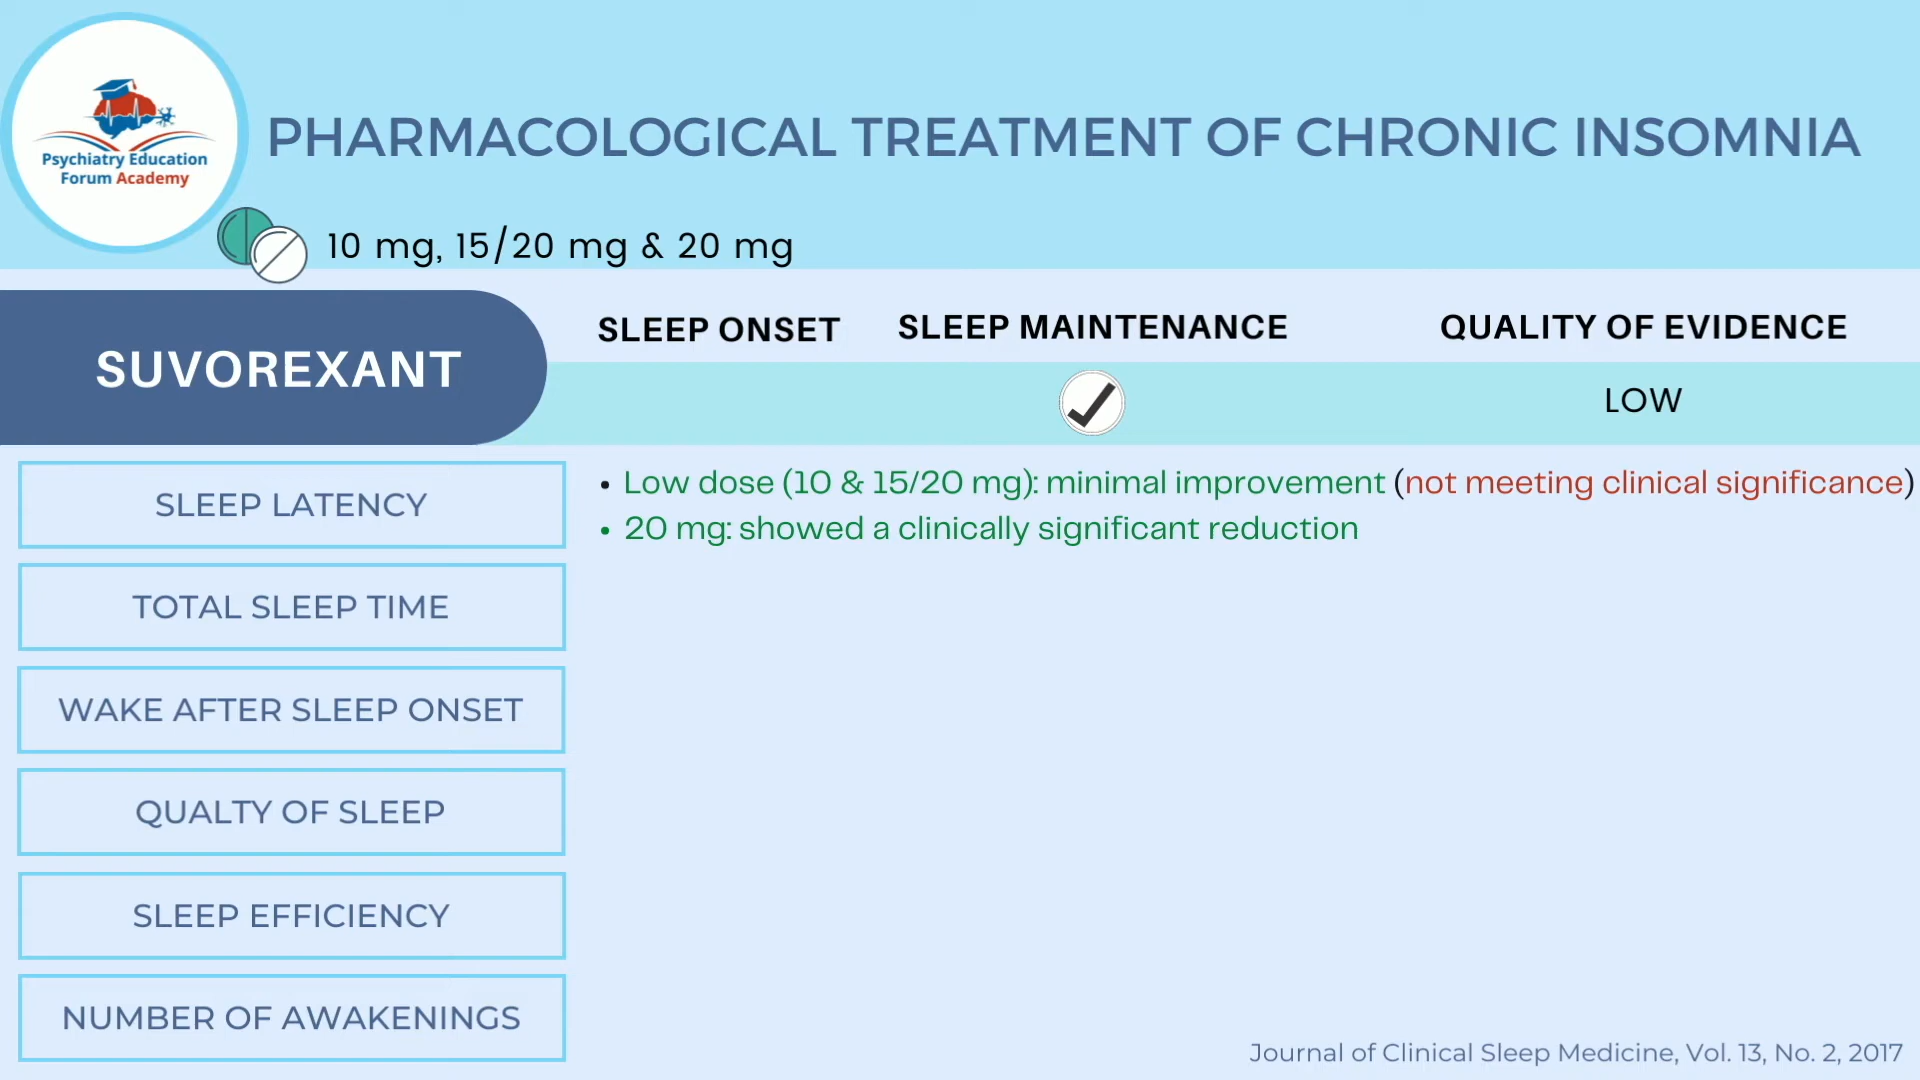 Psychiatry Education
Forum Academy
PHARMACOLOGICAL TREATMENT OF CHRONIC INSOMNIA
10 mg, 15/20 mg & 20 mg
SUVOREXANT
SLEEP ONSET
SLEEP MAINTENANCE
QUALITY OF EVIDENCE
LOW
SLEEP LATENCY
• Low dose (10 & 15/20 mg): minimal improvement (not meeting clinical significance)
• 20 mg: showed a clinically significant reduction
TOTAL SLEEP TIME
WAKE AFTER SLEEP ONSET
QUALTY OF SLEEP
SLEEP EFFICIENCY
NUMBER OF AWAKENINGS
Journal of Clinical Sleep Medicine, Vol. 13, No. 2, 2017